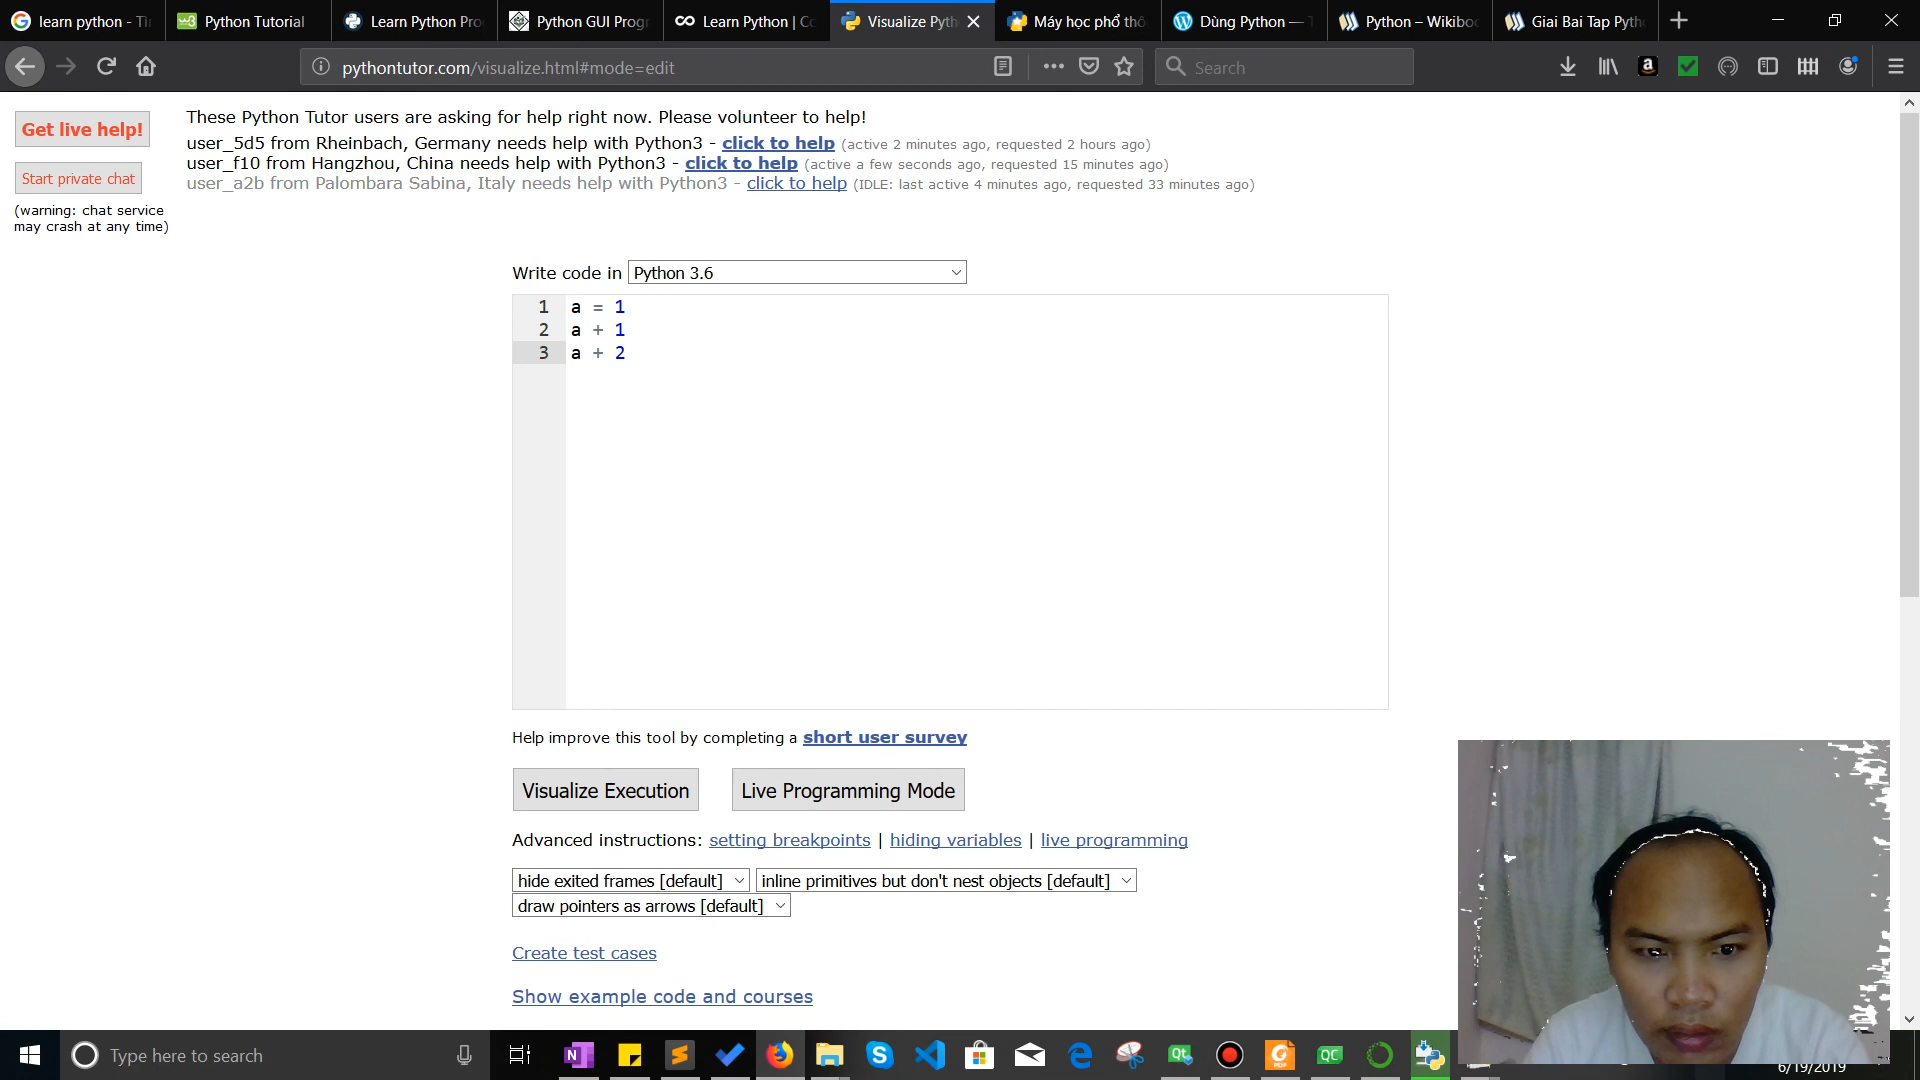 learn python - Ti
Python Tutorial
Learn Python Pro
Python GUI Progr
Learn Python | Co
Visualize Pyth
Máy học phổ thô
Dùng Python — T
Python – Wikiboo
Giai Bai Tap Pytho
pythontutor.com/visualize.html#mode=edit
Search
Get live help!
Start private chat
(warning: chat service
may crash at any time)
These Python Tutor users are asking for help right now. Please volunteer to help!
user_5d5 from Rheinbach, Germany needs help with Python3 - click to help (active 2 minutes ago, requested 2 hours ago)
user_f10 from Hangzhou, China needs help with Python3 - click to help (active a few seconds ago, requested 15 minutes ago)
user_a2b from Palombara Sabina, Italy needs help with Python3 - click to help (IDLE: last active 4 minutes ago, requested 33 minutes ago)
Write code in Python 3.6
1 a = 1
2 a + 1
3 a + 2
Help improve this tool by completing a short user survey
Visualize Execution
Live Programming Mode
Advanced instructions: setting breakpoints | hiding variables | live programming
hide exited frames [default]
inline primitives but don't nest objects [default]
draw pointers as arrows [default]
Create test cases
Show example code and courses
Type here to search
6/19/2019